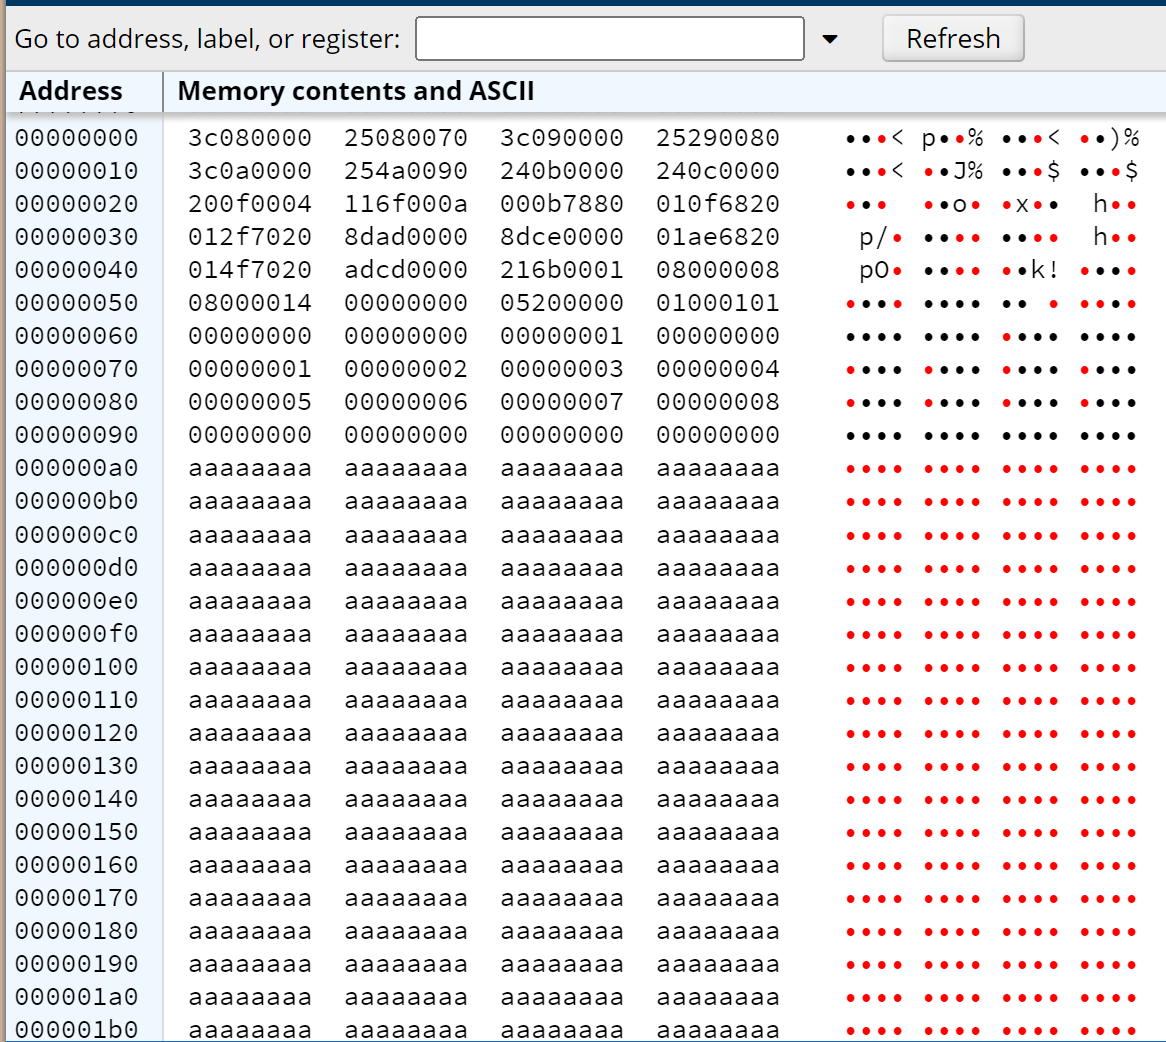 Go to address, label, or register: Refresh
Address Memory contents and ASCII
00000000 3c080000 25080070 3c090000 25290080 •••< p••% •••< ••)%
00000010 3c0a0000 254a0090 240b0000 240c0000 •••< ••J% •••$ •••$
00000020 200f0004 116f000a 000b7880 010f6820 •••  ••o• •x••  h••
00000030 012f7020 8dad0000 8dce0000 01ae6820  p/• •••• ••••  h••
00000040 014f7020 adcd0000 216b0001 08000008  pO• •••• ••k! ••••
00000050 08000014 00000000 05200000 01000101 •••• •••• •• • ••••
00000060 00000000 00000000 00000001 00000000 •••• •••• •••• ••••
00000070 00000001 00000002 00000003 00000004 •••• •••• •••• ••••
00000080 00000005 00000006 00000007 00000008 •••• •••• •••• ••••
00000090 00000000 00000000 00000000 00000000 •••• •••• •••• ••••
000000a0 aaaaaaaa aaaaaaaa aaaaaaaa aaaaaaaa •••• •••• •••• ••••
000000b0 aaaaaaaa aaaaaaaa aaaaaaaa aaaaaaaa •••• •••• •••• ••••
000000c0 aaaaaaaa aaaaaaaa aaaaaaaa aaaaaaaa •••• •••• •••• ••••
000000d0 aaaaaaaa aaaaaaaa aaaaaaaa aaaaaaaa •••• •••• •••• ••••
000000e0 aaaaaaaa aaaaaaaa aaaaaaaa aaaaaaaa •••• •••• •••• ••••
000000f0 aaaaaaaa aaaaaaaa aaaaaaaa aaaaaaaa •••• •••• •••• ••••
00000100 aaaaaaaa aaaaaaaa aaaaaaaa aaaaaaaa •••• •••• •••• ••••
00000110 aaaaaaaa aaaaaaaa aaaaaaaa aaaaaaaa •••• •••• •••• ••••
00000120 aaaaaaaa aaaaaaaa aaaaaaaa aaaaaaaa •••• •••• •••• ••••
00000130 aaaaaaaa aaaaaaaa aaaaaaaa aaaaaaaa •••• •••• •••• ••••
00000140 aaaaaaaa aaaaaaaa aaaaaaaa aaaaaaaa •••• •••• •••• ••••
00000150 aaaaaaaa aaaaaaaa aaaaaaaa aaaaaaaa •••• •••• •••• ••••
00000160 aaaaaaaa aaaaaaaa aaaaaaaa aaaaaaaa •••• •••• •••• ••••
00000170 aaaaaaaa aaaaaaaa aaaaaaaa aaaaaaaa •••• •••• •••• ••••
00000180 aaaaaaaa aaaaaaaa aaaaaaaa aaaaaaaa •••• •••• •••• ••••
00000190 aaaaaaaa aaaaaaaa aaaaaaaa aaaaaaaa •••• •••• •••• ••••
000001a0 aaaaaaaa aaaaaaaa aaaaaaaa aaaaaaaa •••• •••• •••• ••••
000001b0 aaaaaaaa aaaaaaaa aaaaaaaa aaaaaaaa •••• •••• •••• ••••